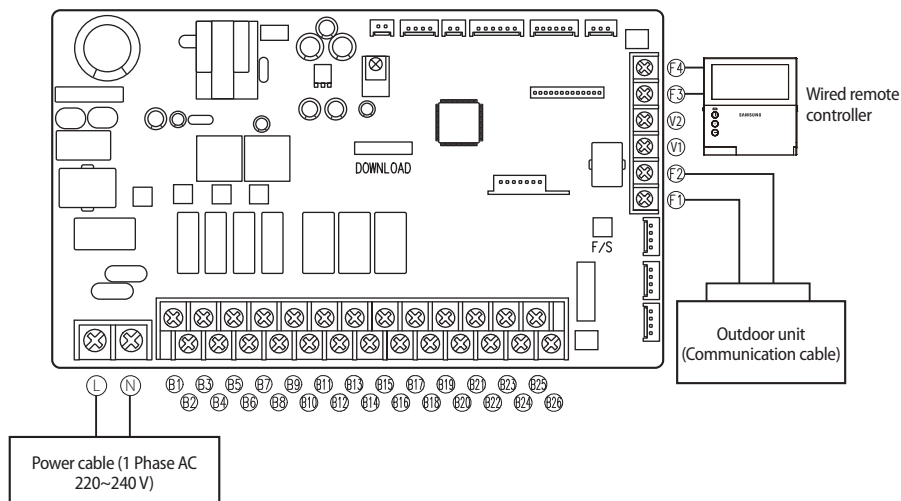 F4
F3
V2
V1
F2
F1
Wired remote
controller
SAMSUNG
DOWNLOAD
F/S
Outdoor unit
(Communication cable)
L N
B1 B3 B5 B7 B9 B11 B13 B15 B17 B19 B21 B23 B25
B2 B4 B6 B8 B10 B12 B14 B16 B18 B20 B22 B24 B26
Power cable (1 Phase AC
220~240 V)